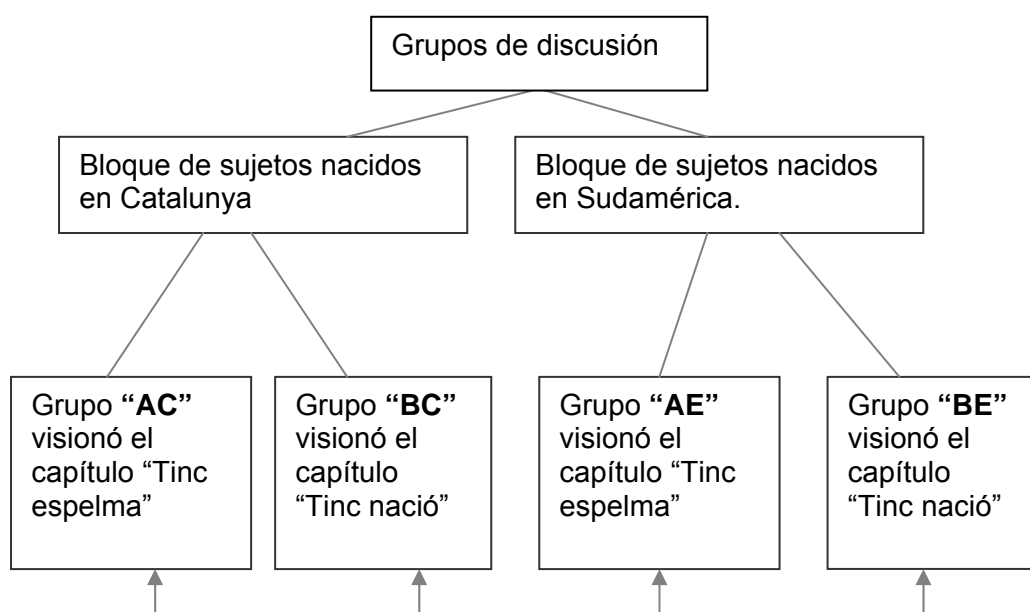 Grupos de discusión
Bloque de sujetos nacidos
en Catalunya
Bloque de sujetos nacidos
en Sudamérica.
Grupo “AC”
visionó el
capítulo “Tinc
espelma”
Grupo “BC”
visionó el
capítulo
“Tinc nació”
Grupo “AE”
visionó el
capítulo “Tinc
espelma”
Grupo “BE”
visionó el
capítulo
“Tinc nació”